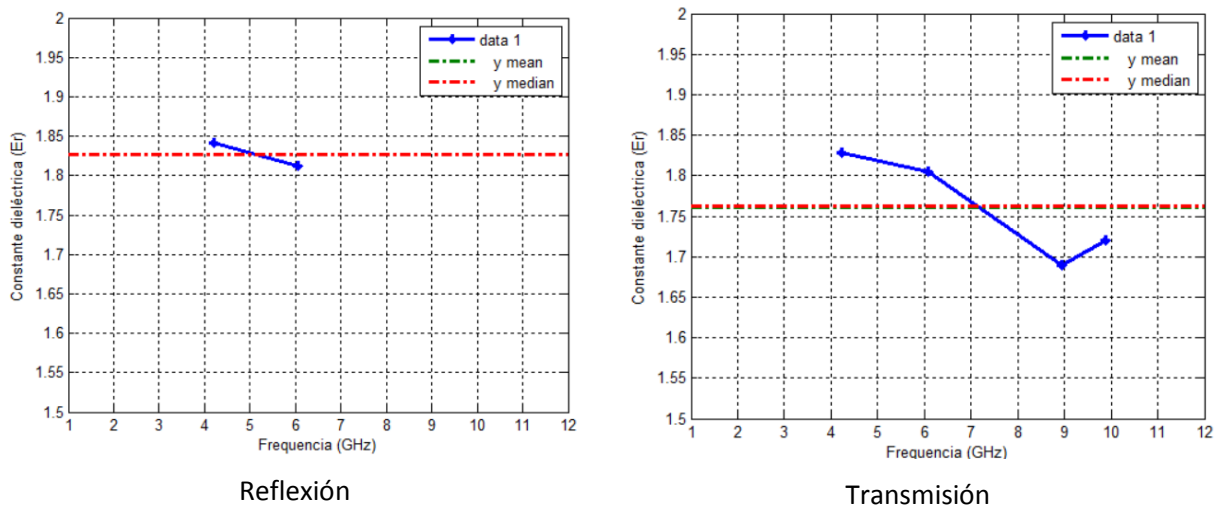 2
1.95
1.9
1.85
1.8
1.75
1.7
1.65
1.6
1.55
1.5
Constante dieléctrica (Er)
data 1
y mean
y median
1 2 3 4 5 6 7 8 9 10 11 12
Frequencia (GHz)
Reflexión
2
1.95
1.9
1.85
1.8
1.75
1.7
1.65
1.6
1.55
1.5
Constante dieléctrica (Er)
data 1
y mean
y median
1 2 3 4 5 6 7 8 9 10 11 12
Frequencia (GHz)
Transmisión